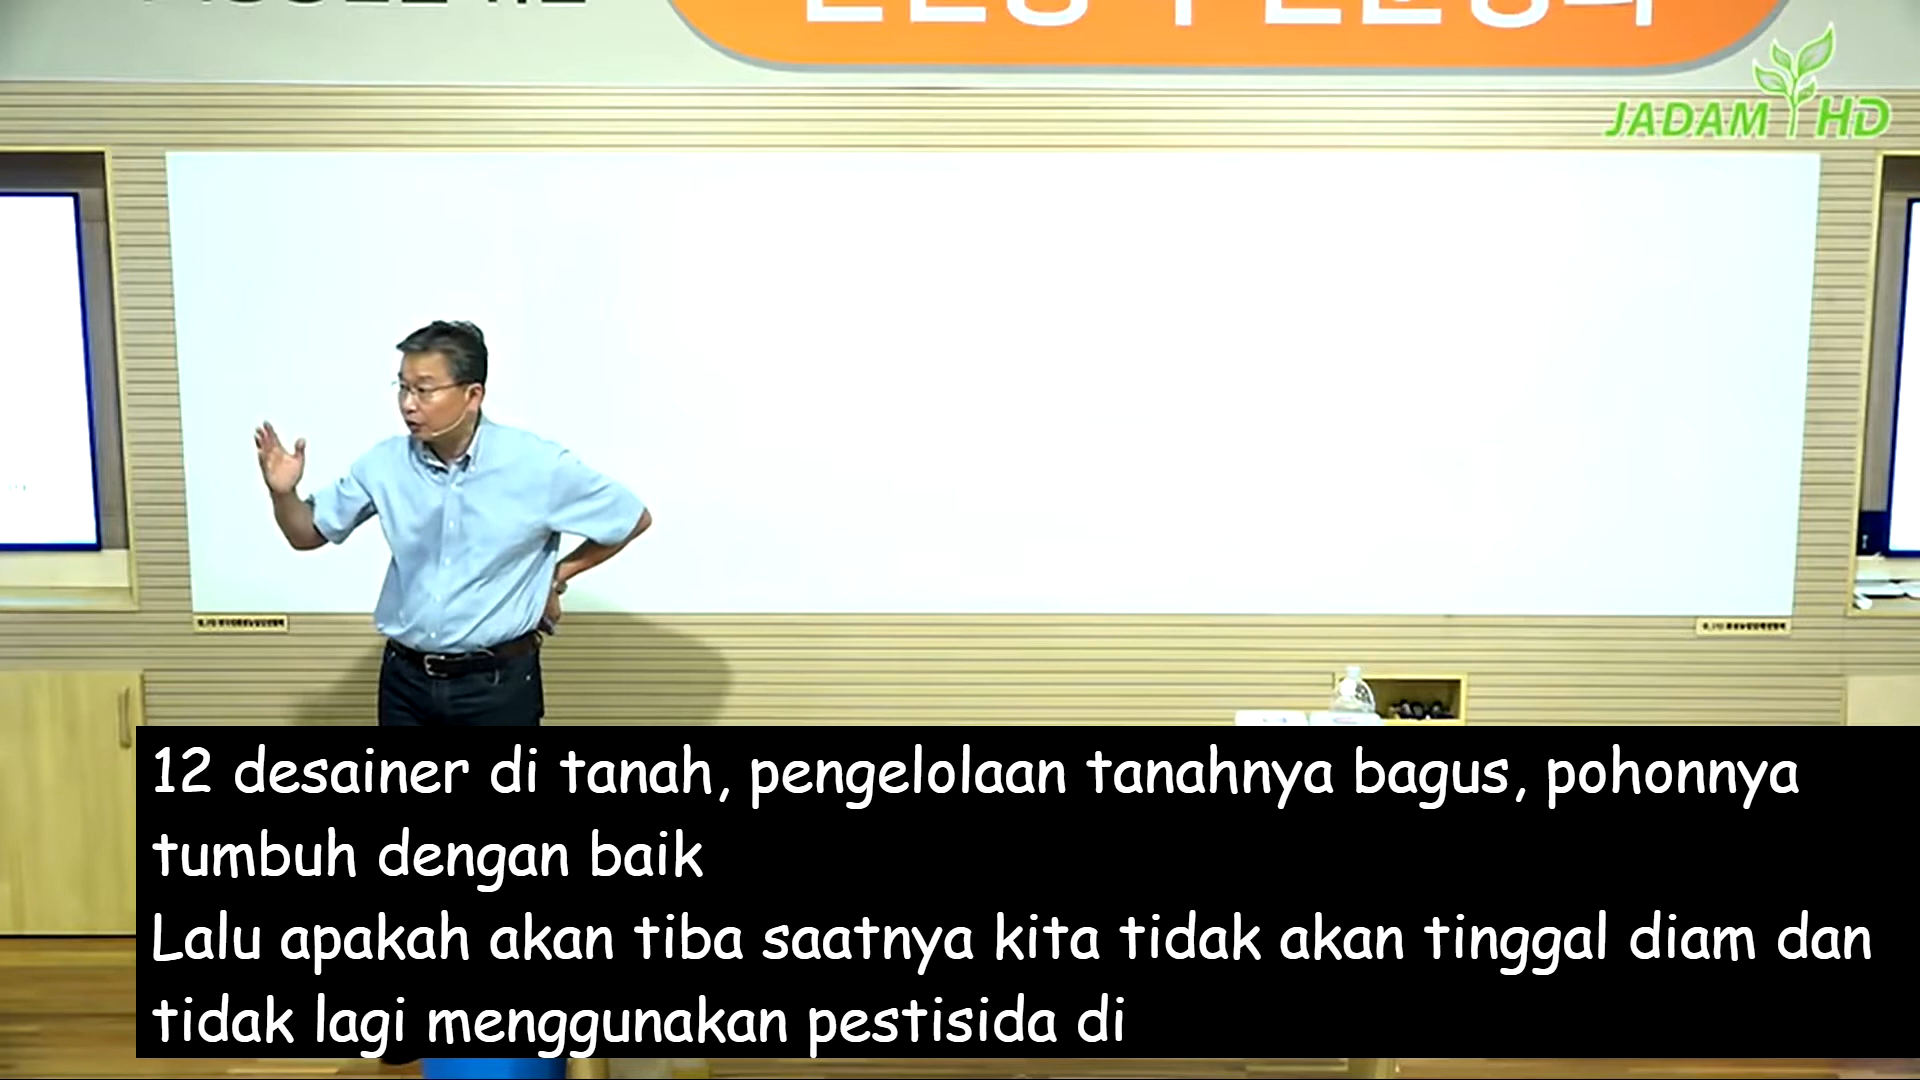 JADAM HD
12 desainer di tanah, pengelolaan tanahnya bagus, pohonnya
tumbuh dengan baik
Lalu apakah akan tiba saatnya kita tidak akan tinggal diam dan
tidak lagi menggunakan pestisida di